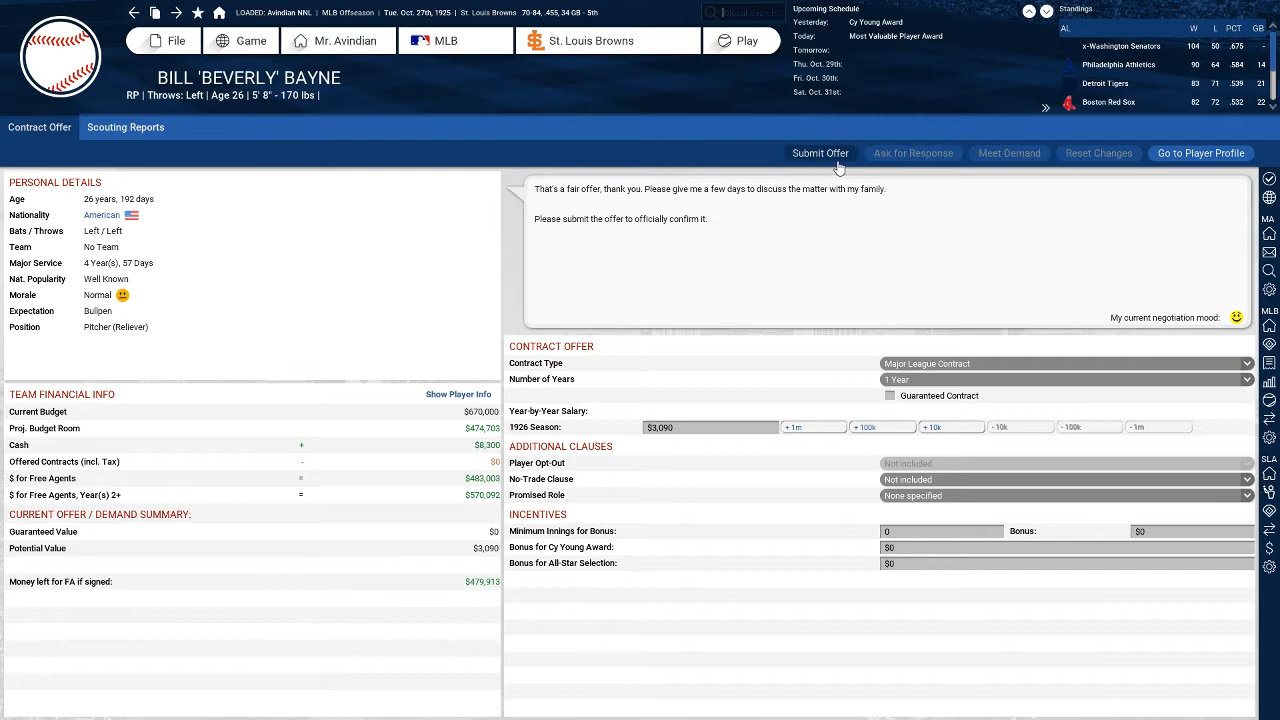 LOADED: Avindian NNL | MLB Offseason | Tue. Oct. 27th, 1925 | St. Louis Browns 70-84, .455, 34 GB - 5th
Global Search
File Game Mr. Avindian MLB St. Louis Browns Play
Upcoming Schedule
Yesterday: Cy Young Award
Today: Most Valuable Player Award
Tomorrow:
Thu. Oct. 29th:
Fri. Oct. 30th:
Sat. Oct. 31st:
Standings
AL W L PCT GB
x-Washington Senators 104 50 .675 -
Philadelphia Athletics 90 64 .584 14
Detroit Tigers 83 71 .539 21
Boston Red Sox 82 72 .532 22
BILL 'BEVERLY' BAYNE
RP | Throws: Left | Age 26 | 5' 8" - 170 lbs |
Contract Offer Scouting Reports
Submit Offer Ask for Response Meet Demand Reset Changes Go to Player Profile
PERSONAL DETAILS
Age 26 years, 192 days
Nationality American
Bats / Throws Left / Left
Team No Team
Major Service 4 Year(s), 57 Days
Nat. Popularity Well Known
Morale Normal
Expectation Bullpen
Position Pitcher (Reliever)
That's a fair offer, thank you. Please give me a few days to discuss the matter with my family.
Please submit the offer to officially confirm it.
My current negotiation mood:
TEAM FINANCIAL INFO Show Player Info
Current Budget $670,000
Proj. Budget Room $474,703
Cash + $8,300
Offered Contracts (incl. Tax) - $0
$ for Free Agents = $483,003
$ for Free Agents, Year(s) 2+ = $570,092
CURRENT OFFER / DEMAND SUMMARY:
Guaranteed Value $0
Potential Value $3,090
Money left for FA if signed: $479,913
CONTRACT OFFER
Contract Type Major League Contract
Number of Years 1 Year
Guaranteed Contract
Year-by-Year Salary:
1926 Season: $3,090 + 1m + 100k + 10k - 10k - 100k - 1m
ADDITIONAL CLAUSES
Player Opt-Out Not included
No-Trade Clause Not included
Promised Role None specified
INCENTIVES
Minimum Innings for Bonus: 0 Bonus: $0
Bonus for Cy Young Award: $0
Bonus for All-Star Selection: $0
MA
MLB
SLA